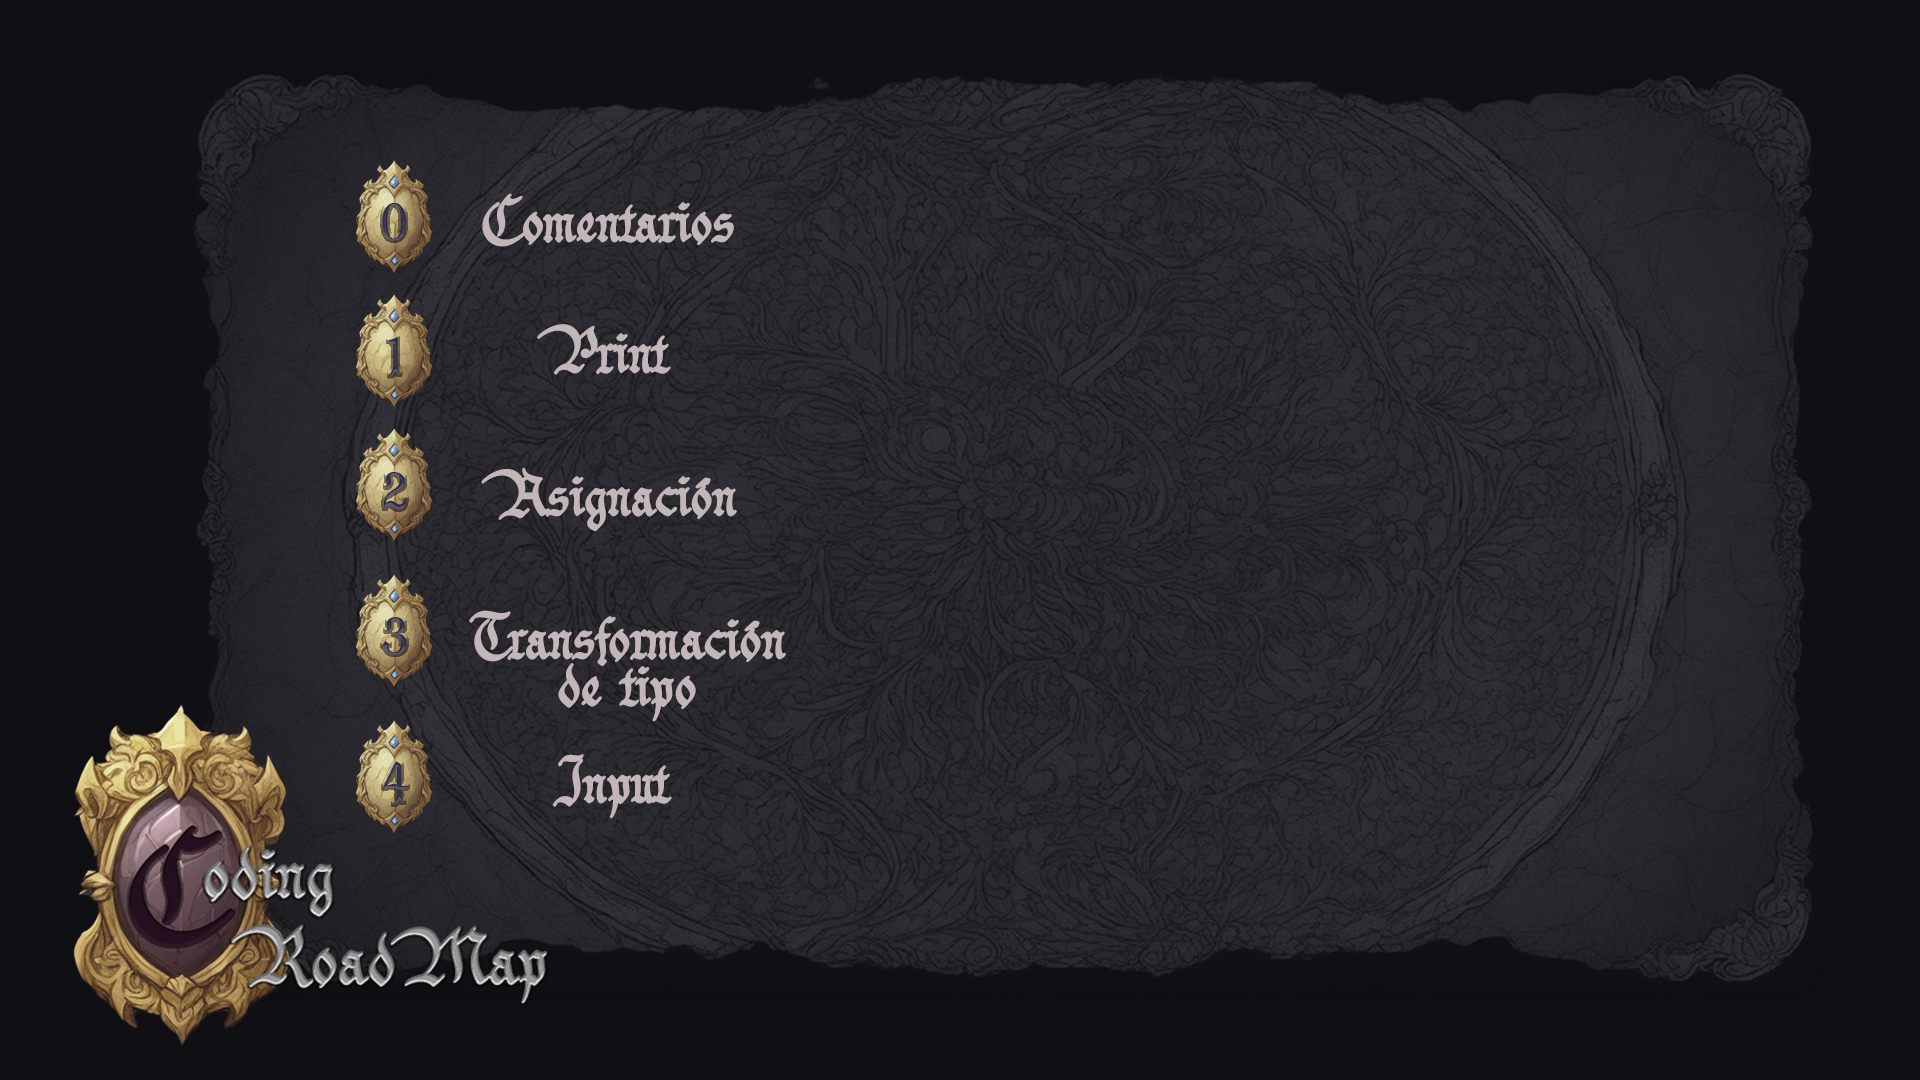 0 Comentarios
1 Print
2 Asignación
3 Transformación
de tipo
4 Input
Coding
RoadMap